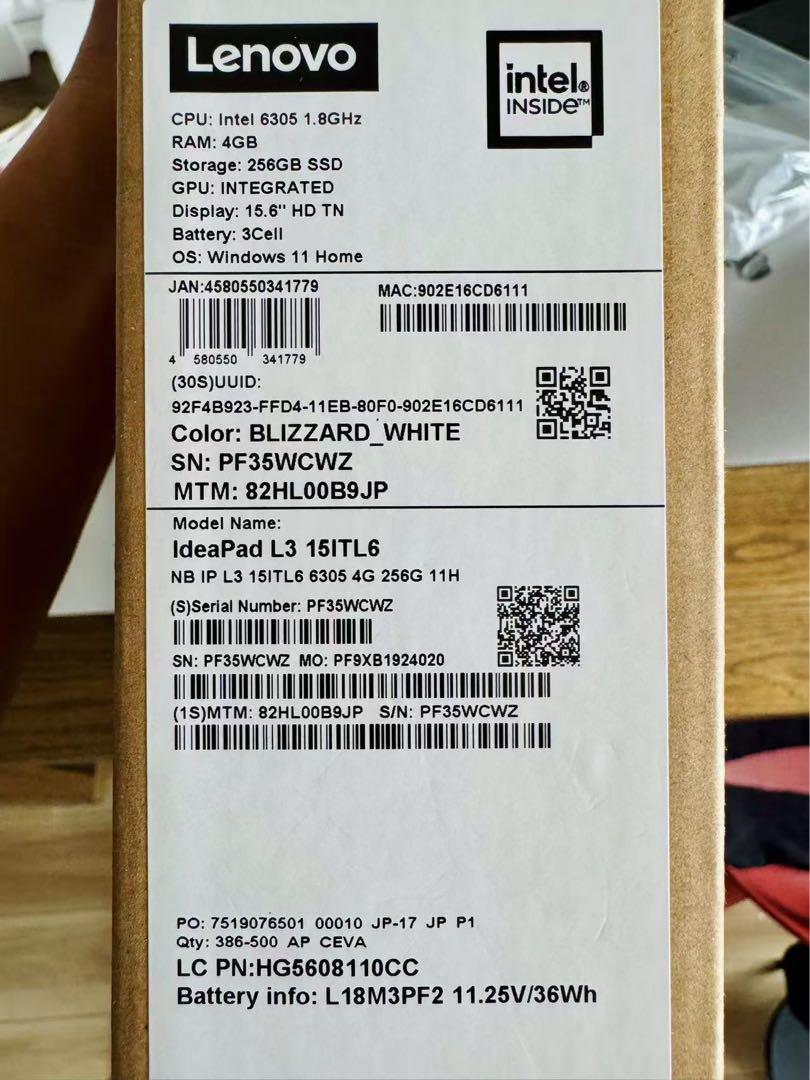 Lenovo
intel®
INSIDE™
CPU: Intel 6305 1.8GHz
RAM: 4GB
Storage: 256GB SSD
GPU: INTEGRATED
Display: 15.6" HD TN
Battery: 3Cell
OS: Windows 11 Home
JAN:4580550341779
MAC:902E16CD6111
4 580550 341779
(30S)UUID:
92F4B923-FFD4-11EB-80F0-902E16CD6111
Color: BLIZZARD_WHITE
SN: PF35WCWZ
MTM: 82HL00B9JP
Model Name:
IdeaPad L3 15ITL6
NB IP L3 15ITL6 6305 4G 256G 11H
(S)Serial Number: PF35WCWZ
SN: PF35WCWZ MO: PF9XB1924020
(1S)MTM: 82HL00B9JP S/N: PF35WCWZ
PO: 7519076501 00010 JP-17 JP P1
Qty: 386-500 AP CEVA
LC PN:HG5608110CC
Battery info: L18M3PF2 11.25V/36Wh